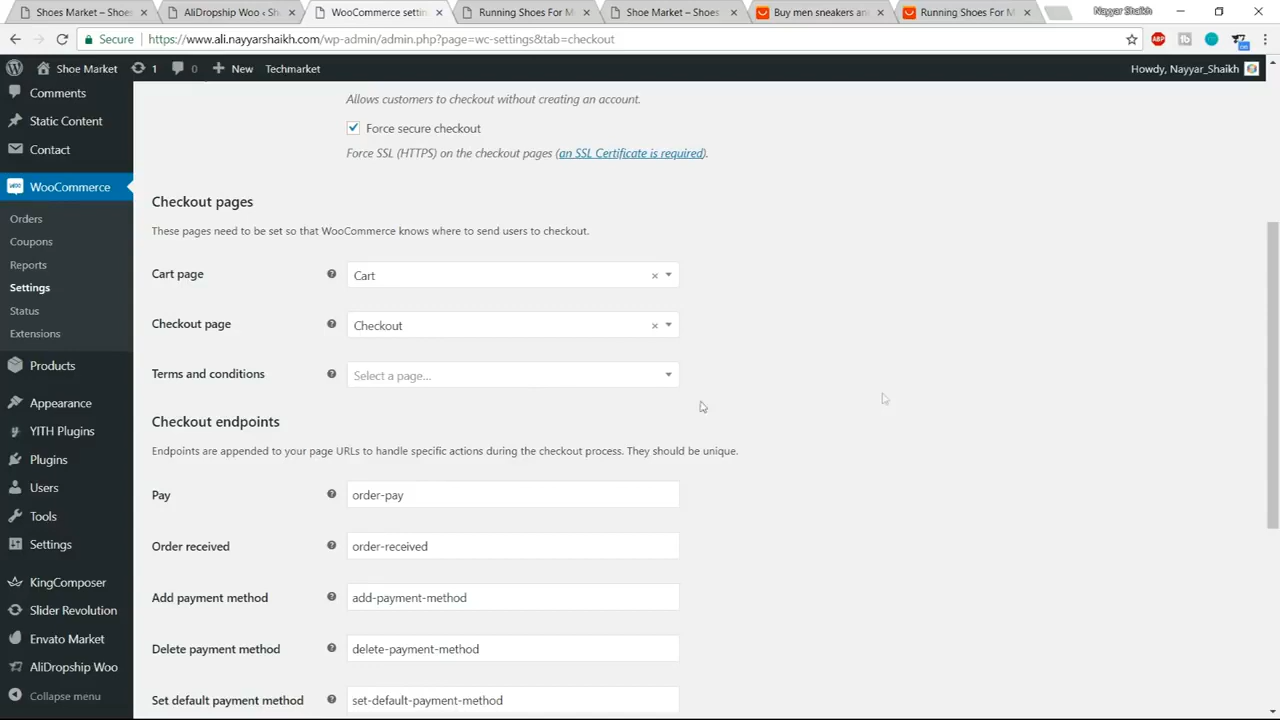 Shoes Market – Shoes
AliDropship Woo ‹ Sh
WooCommerce settin
Running Shoes For M
Shoe Market – Shoes
Buy men sneakers an
Running Shoes For M
Nayyar Shaikh
Secure
https://www.ali.nayyarshaikh.com/wp-admin/admin.php?page=wc-settings&tab=checkout
ABP
Shoe Market
1
0
New
Techmarket
Howdy, Nayyar_Shaikh
Comments
Static Content
Contact
WooCommerce
Orders
Coupons
Reports
Settings
Status
Extensions
Products
Appearance
YITH Plugins
Plugins
Users
Tools
Settings
KingComposer
Slider Revolution
Envato Market
AliDropship Woo
Collapse menu
Allows customers to checkout without creating an account.
Force secure checkout
Force SSL (HTTPS) on the checkout pages (an SSL Certificate is required).
Checkout pages
These pages need to be set so that WooCommerce knows where to send users to checkout.
Cart page
Cart
Checkout page
Checkout
Terms and conditions
Select a page...
Checkout endpoints
Endpoints are appended to your page URLs to handle specific actions during the checkout process. They should be unique.
Pay
order-pay
Order received
order-received
Add payment method
add-payment-method
Delete payment method
delete-payment-method
Set default payment method
set-default-payment-method